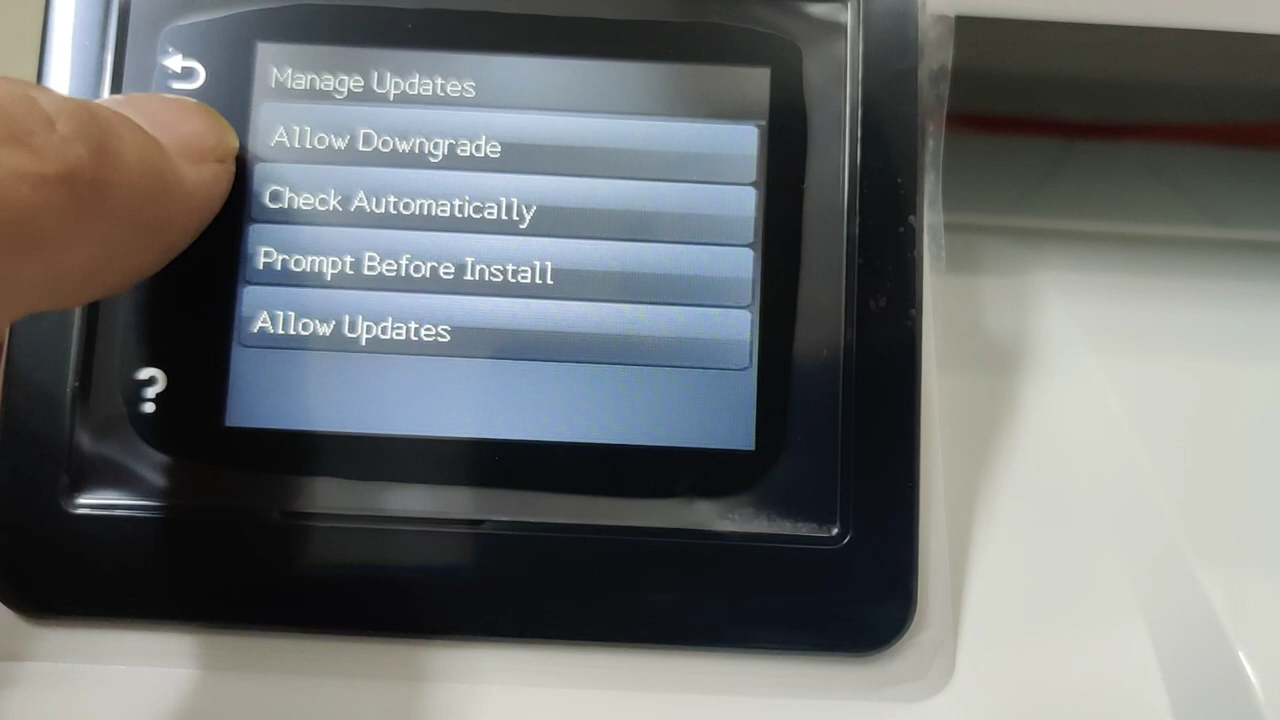 Manage Updates
Allow Downgrade
Check Automatically
Prompt Before Install
Allow Updates
?